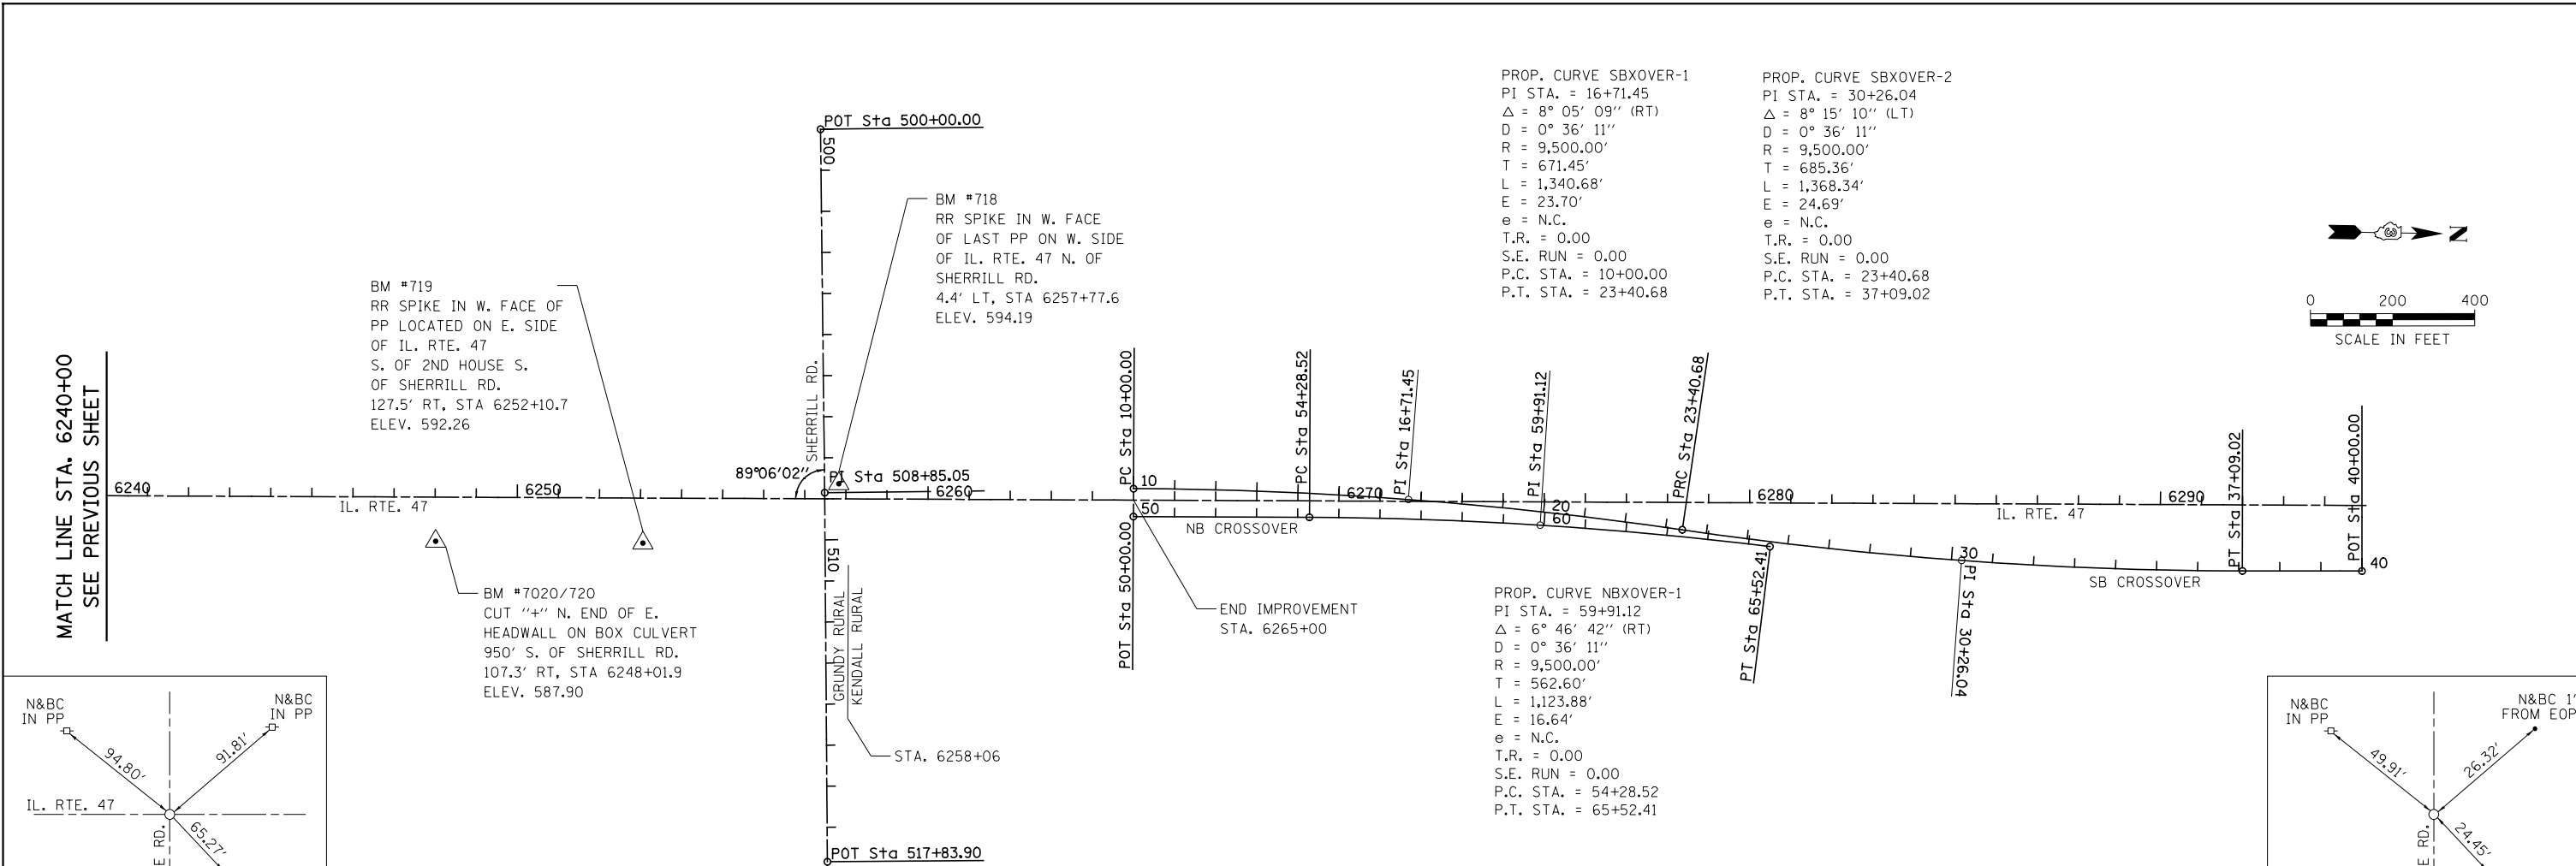 PROP. CURVE SBXOVER-1
PI STA. = 16+71.45
△ = 8° 05' 09'' (RT)
D = 0° 36' 11''
R = 9,500.00'
T = 671.45'
L = 1,340.68'
E = 23.70'
e = N.C.
T.R. = 0.00
S.E. RUN = 0.00
P.C. STA. = 10+00.00
P.T. STA. = 23+40.68
PROP. CURVE SBXOVER-2
PI STA. = 30+26.04
△ = 8° 15' 10'' (LT)
D = 0° 36' 11''
R = 9,500.00'
T = 685.36'
L = 1,368.34'
E = 24.69'
e = N.C.
T.R. = 0.00
S.E. RUN = 0.00
P.C. STA. = 23+40.68
P.T. STA. = 37+09.02
Z
3
0 200 400
SCALE IN FEET
POT Sta 500+00.00
500
BM #718
RR SPIKE IN W. FACE
OF LAST PP ON W. SIDE
OF IL. RTE. 47 N. OF
SHERRILL RD.
4.4' LT, STA 6257+77.6
ELEV. 594.19
BM #719
RR SPIKE IN W. FACE OF
PP LOCATED ON E. SIDE
OF IL. RTE. 47
S. OF 2ND HOUSE S.
OF SHERRILL RD.
127.5' RT, STA 6252+10.7
ELEV. 592.26
MATCH LINE STA. 6240+00
SEE PREVIOUS SHEET
SHERRILL RD.
89°06'02''
PI Sta 508+85.05
6240
6250
6260
6270
6280
6290
IL. RTE. 47
IL. RTE. 47
PC Sta 10+00.00
PC Sta 54+28.52
PI Sta 16+71.45
PI Sta 59+91.12
PRC Sta 23+40.68
PT Sta 37+09.02
POT Sta 40+00.00
10
50
20
60
30
40
NB CROSSOVER
SB CROSSOVER
POT Sta 50+00.00
PT Sta 65+52.41
PI Sta 30+26.04
510
GRUNDY RURAL
KENDALL RURAL
STA. 6258+06
END IMPROVEMENT
STA. 6265+00
BM #7020/720
CUT "+" N. END OF E.
HEADWALL ON BOX CULVERT
950' S. OF SHERRILL RD.
107.3' RT, STA 6248+01.9
ELEV. 587.90
PROP. CURVE NBXOVER-1
PI STA. = 59+91.12
△ = 6° 46' 42'' (RT)
D = 0° 36' 11''
R = 9,500.00'
T = 562.60'
L = 1,123.88'
E = 16.64'
e = N.C.
T.R. = 0.00
S.E. RUN = 0.00
P.C. STA. = 54+28.52
P.T. STA. = 65+52.41
POT Sta 517+83.90
N&BC
IN PP
N&BC
IN PP
94.80'
91.81'
IL. RTE. 47
65.27'
E RD.
N&BC
IN PP
N&BC 1'
FROM EOP
49.91'
26.32'
24.45'
E RD.